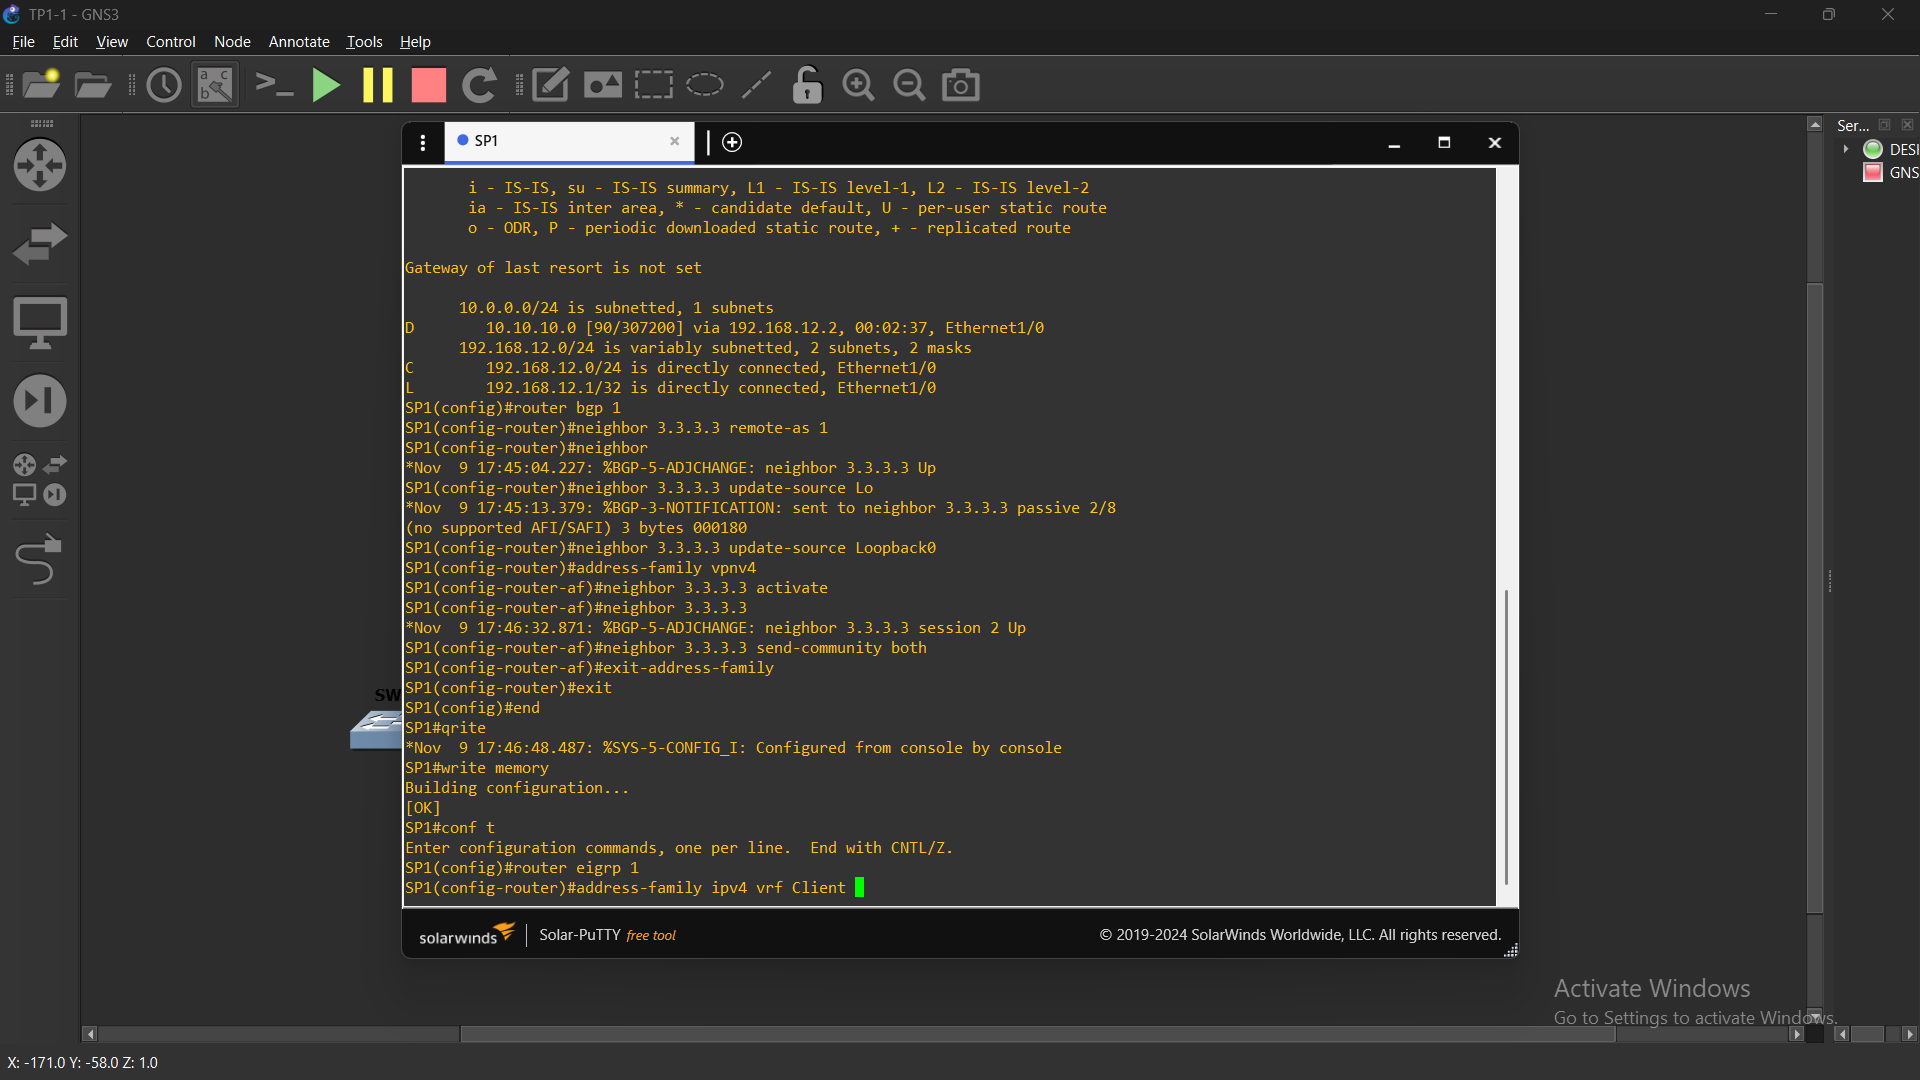 TP1-1 - GNS3
File Edit View Control Node Annotate Tools Help
a c
b
SP1
Ser...
DESI
GNS
i - IS-IS, su - IS-IS summary, L1 - IS-IS level-1, L2 - IS-IS level-2
ia - IS-IS inter area, * - candidate default, U - per-user static route
o - ODR, P - periodic downloaded static route, + - replicated route
Gateway of last resort is not set
10.0.0.0/24 is subnetted, 1 subnets
D 10.10.10.0 [90/307200] via 192.168.12.2, 00:02:37, Ethernet1/0
192.168.12.0/24 is variably subnetted, 2 subnets, 2 masks
C 192.168.12.0/24 is directly connected, Ethernet1/0
L 192.168.12.1/32 is directly connected, Ethernet1/0
SP1(config)#router bgp 1
SP1(config-router)#neighbor 3.3.3.3 remote-as 1
SP1(config-router)#neighbor
*Nov  9 17:45:04.227: %BGP-5-ADJCHANGE: neighbor 3.3.3.3 Up
SP1(config-router)#neighbor 3.3.3.3 update-source Lo
*Nov  9 17:45:13.379: %BGP-3-NOTIFICATION: sent to neighbor 3.3.3.3 passive 2/8
(no supported AFI/SAFI) 3 bytes 000180
SP1(config-router)#neighbor 3.3.3.3 update-source Loopback0
SP1(config-router)#address-family vpnv4
SP1(config-router-af)#neighbor 3.3.3.3 activate
SP1(config-router-af)#neighbor 3.3.3.3
*Nov  9 17:46:32.871: %BGP-5-ADJCHANGE: neighbor 3.3.3.3 session 2 Up
SP1(config-router-af)#neighbor 3.3.3.3 send-community both
SP1(config-router-af)#exit-address-family
SP1(config-router)#exit
SP1(config)#end
SP1#qrite
*Nov  9 17:46:48.487: %SYS-5-CONFIG_I: Configured from console by console
SP1#write memory
Building configuration...
[OK]
SP1#conf t
Enter configuration commands, one per line.  End with CNTL/Z.
SP1(config)#router eigrp 1
SP1(config-router)#address-family ipv4 vrf Client
SW
solarwinds Solar-PuTTY free tool © 2019-2024 SolarWinds Worldwide, LLC. All rights reserved.
Activate Windows
Go to Settings to activate Windows.
X: -171.0 Y: -58.0 Z: 1.0